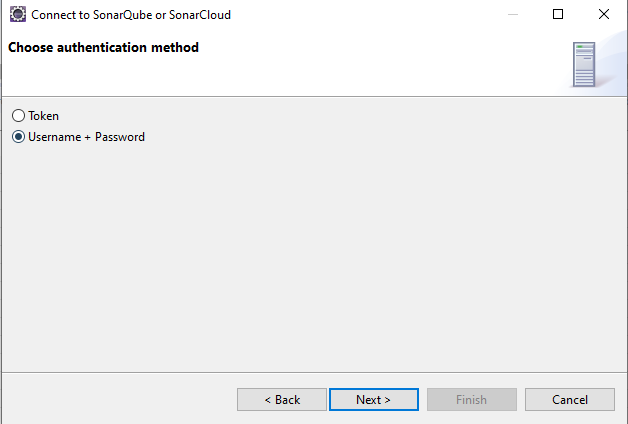 Connect to SonarQube or SonarCloud
Choose authentication method
Token
Username + Password
< Back
Next >
Finish
Cancel